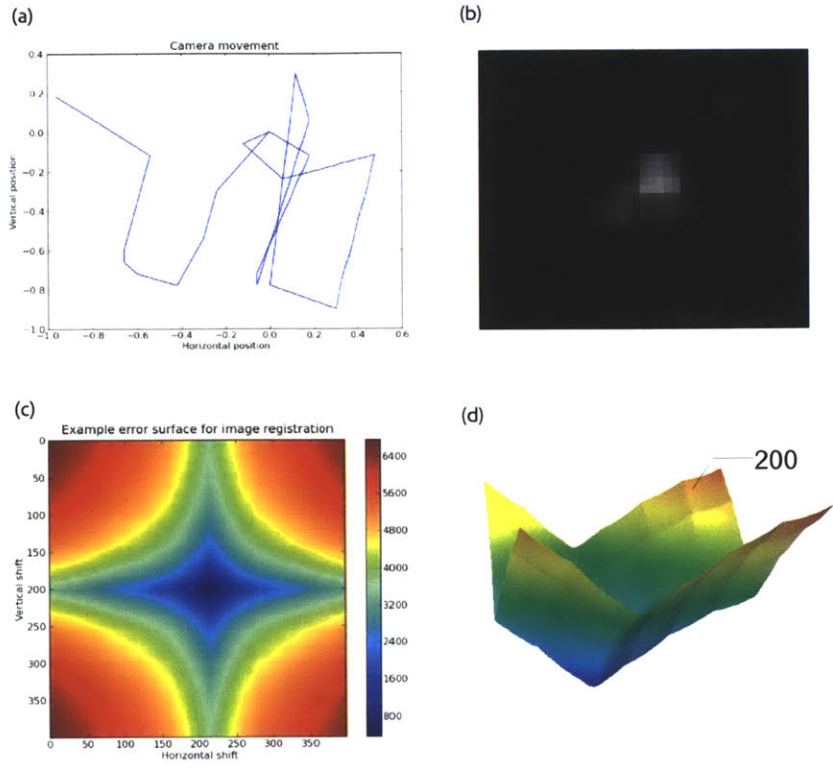 (a)
Camera movement
0.4
0.2
0.0
−0.2
−0.4
−0.6
−0.8
−1.0
Vertical position
−1.0 −0.8 −0.6 −0.4 −0.2 0.0 0.2 0.4 0.6
Horizontal position
(b)
(c)
Example error surface for image registration
0
50
100
150
200
250
300
350
Vertical shift
0 50 100 150 200 250 300 350
Horizontal shift
6400
5600
4800
4000
3200
2400
1600
800
(d)
200